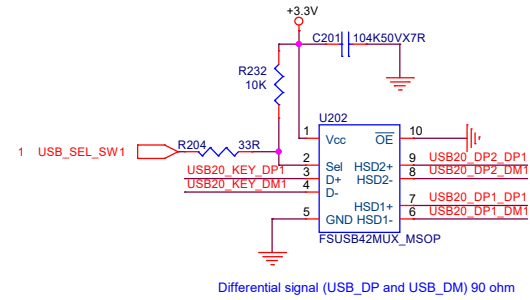 +3.3V
C201 104K50VX7R
R232
10K
U202
1 Vcc OE 10
R204 33R
1 USB_SEL_SW1
2 Sel HSD2+ 9 USB20_DP2_DP1
USB20_KEY_DP1 3 D+ HSD2- 8 USB20_DP2_DM1
USB20_KEY_DM1 4 D-
HSD1+ 7 USB20_DP1_DP1
5 GND HSD1- 6 USB20_DP1_DM1
FSUSB42MUX_MSOP
Differential signal (USB_DP and USB_DM) 90 ohm